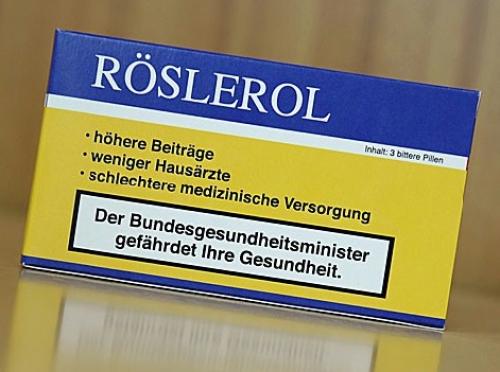 RÖSLEROL
Inhalt: 3 bittere Pillen
• höhere Beiträge
• weniger Hausärzte
• schlechtere medizinische Versorgung
Der Bundesgesundheitsminister
gefährdet Ihre Gesundheit.